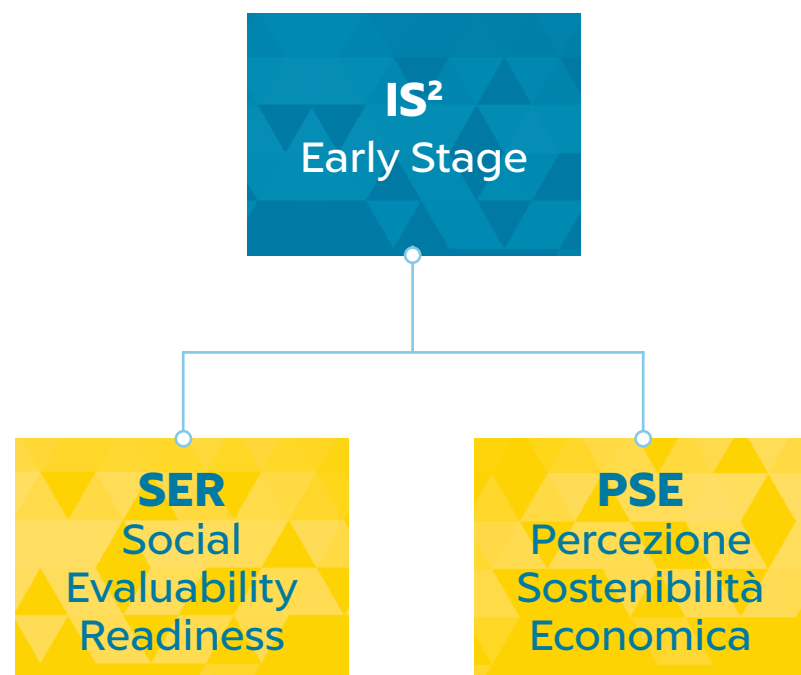 IS²
Early Stage
SER
Social
Evaluability
Readiness
PSE
Percezione
Sostenibilità
Economica